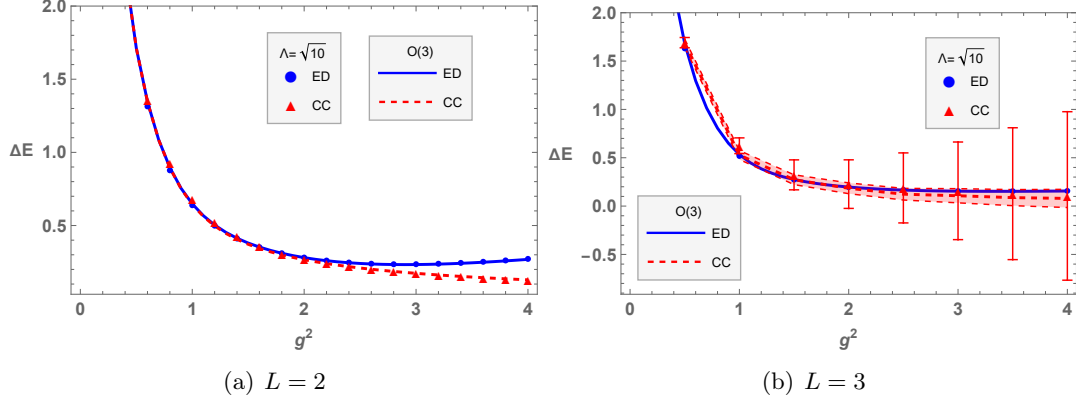 2.0
1.5
1.0
0.5
ΔE
Λ= √10
ED
CC
O(3)
ED
CC
0 1 2 3 4
g²
(a) L = 2
2.0
1.5
1.0
0.5
0.0
-0.5
ΔE
Λ= √10
ED
CC
O(3)
ED
CC
0 1 2 3 4
g²
(b) L = 3